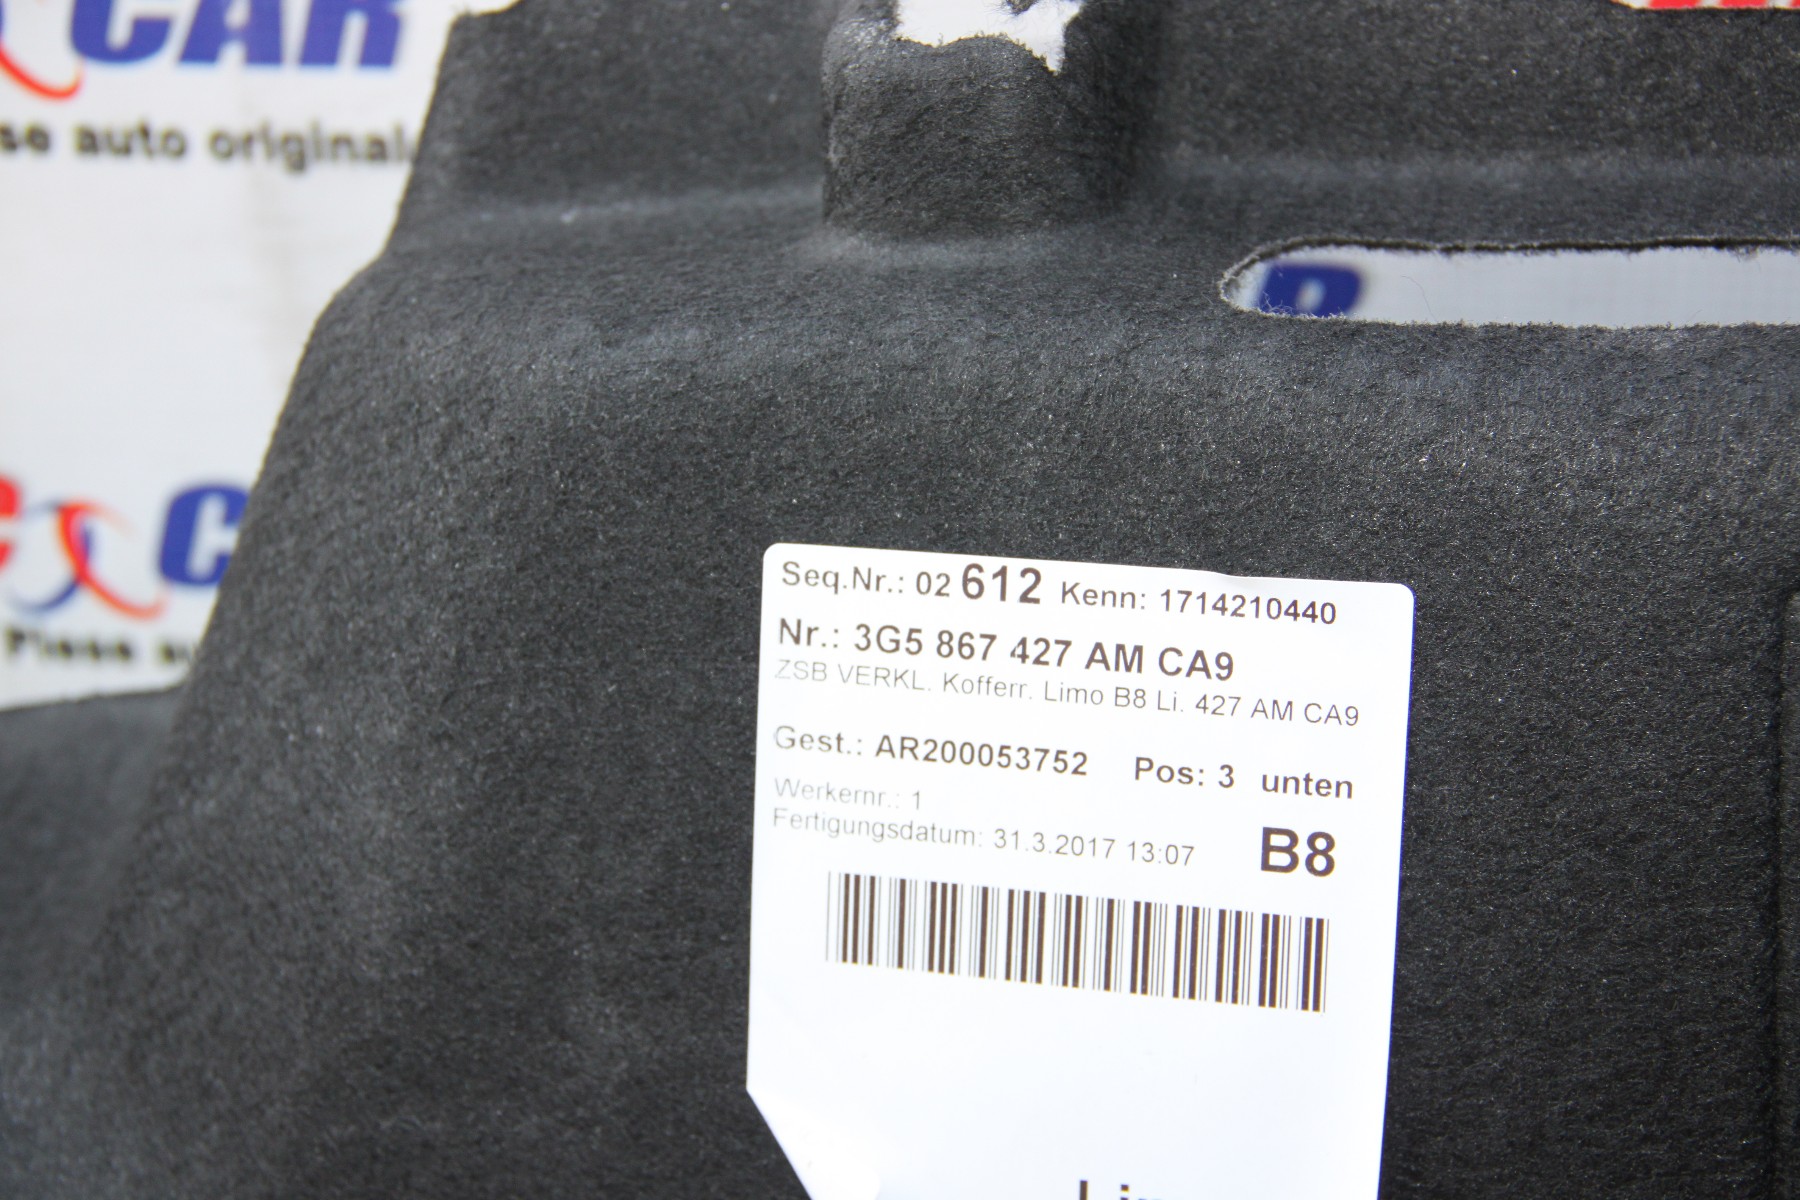 CAR
se auto originale
C
Piese
Seq.Nr.: 02 612 Kenn: 1714210440
Nr.: 3G5 867 427 AM CA9
ZSB VERKL. Kofferr. Limo B8 Li. 427 AM CA9
Gest.: AR200053752 Pos: 3 unten
Werkernr.: 1
Fertigungsdatum: 31.3.2017 13:07
B8